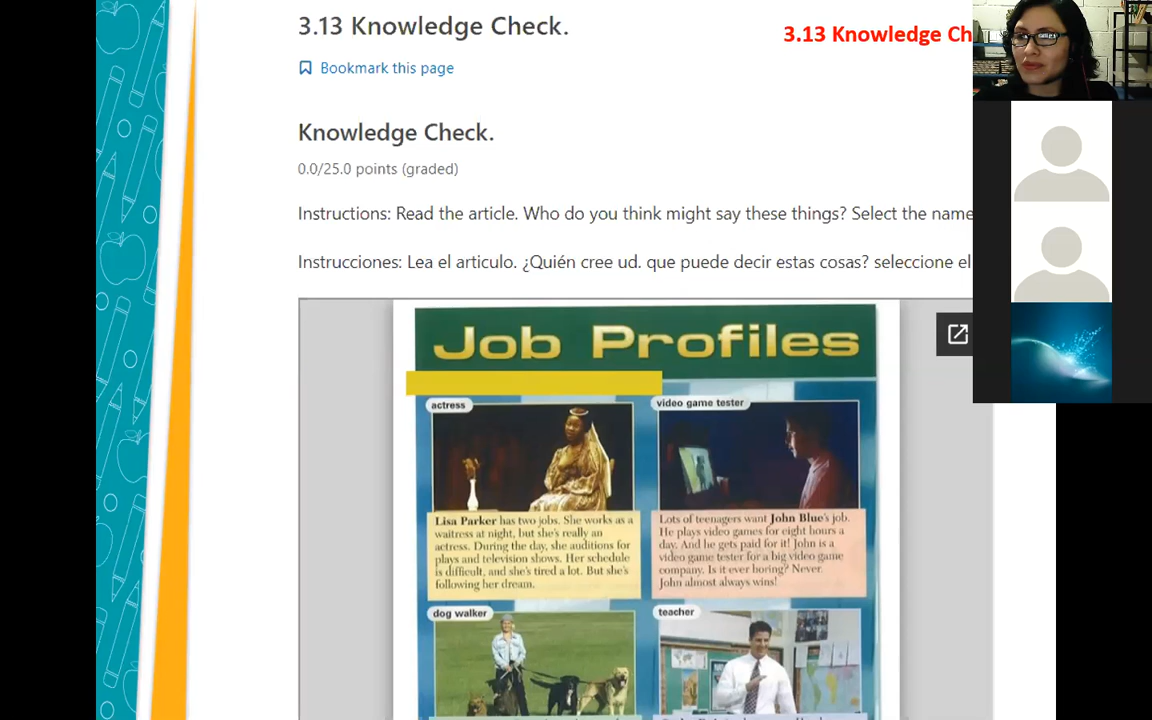 3.13 Knowledge Check.
3.13 Knowledge Ch
Bookmark this page
Knowledge Check.
0.0/25.0 points (graded)
Instructions: Read the article. Who do you think might say these things? Select the name
Instrucciones: Lea el articulo. ¿Quién cree ud. que puede decir estas cosas? seleccione el
Job Profiles
actress
Lisa Parker has two jobs. She works as a
waitress at night, but she's really an
actress. During the day, she auditions for
plays and television shows. Her schedule
is difficult, and she's tired a lot. But she's
following her dream.
video game tester
Lots of teenagers want John Blue's job.
He plays video games for eight hours a
day. And he gets paid for it! John is a
video game tester for a big video game
company. Is it ever boring? Never.
John almost always wins!
dog walker
teacher